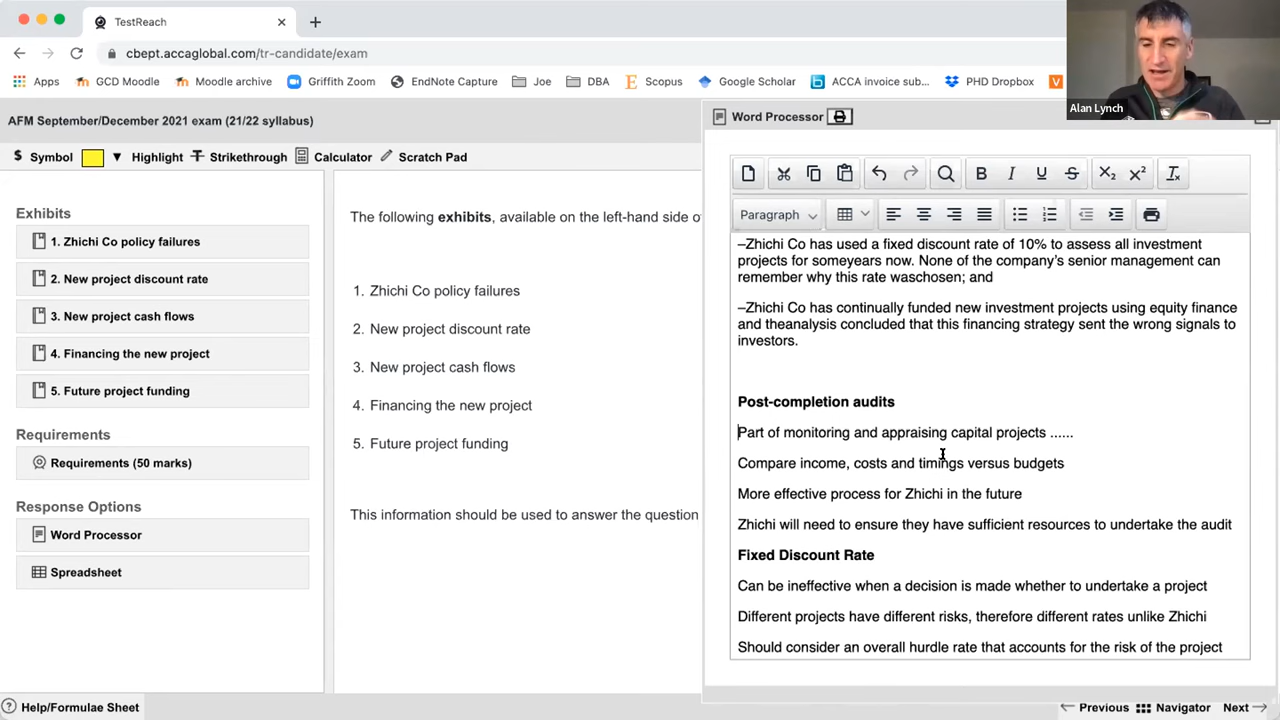 TestReach
cbept.accaglobal.com/tr-candidate/exam
Apps
GCD Moodle
Moodle archive
Griffith Zoom
EndNote Capture
Joe
DBA
Scopus
Google Scholar
ACCA invoice sub...
PHD Dropbox
Alan Lynch
AFM September/December 2021 exam (21/22 syllabus)
$ Symbol
Highlight
Strikethrough
Calculator
Scratch Pad
Exhibits
1. Zhichi Co policy failures
2. New project discount rate
3. New project cash flows
4. Financing the new project
5. Future project funding
Requirements
Requirements (50 marks)
Response Options
Word Processor
Spreadsheet
Help/Formulae Sheet
The following exhibits, available on the left-hand side o
1. Zhichi Co policy failures
2. New project discount rate
3. New project cash flows
4. Financing the new project
5. Future project funding
This information should be used to answer the question
Word Processor
B I U S X₂ X² Ix
Paragraph
–Zhichi Co has used a fixed discount rate of 10% to assess all investment
projects for someyears now. None of the company's senior management can
remember why this rate waschosen; and
–Zhichi Co has continually funded new investment projects using equity finance
and theanalysis concluded that this financing strategy sent the wrong signals to
investors.
Post-completion audits
Part of monitoring and appraising capital projects ......
Compare income, costs and timings versus budgets
More effective process for Zhichi in the future
Zhichi will need to ensure they have sufficient resources to undertake the audit
Fixed Discount Rate
Can be ineffective when a decision is made whether to undertake a project
Different projects have different risks, therefore different rates unlike Zhichi
Should consider an overall hurdle rate that accounts for the risk of the project
Previous
Navigator
Next